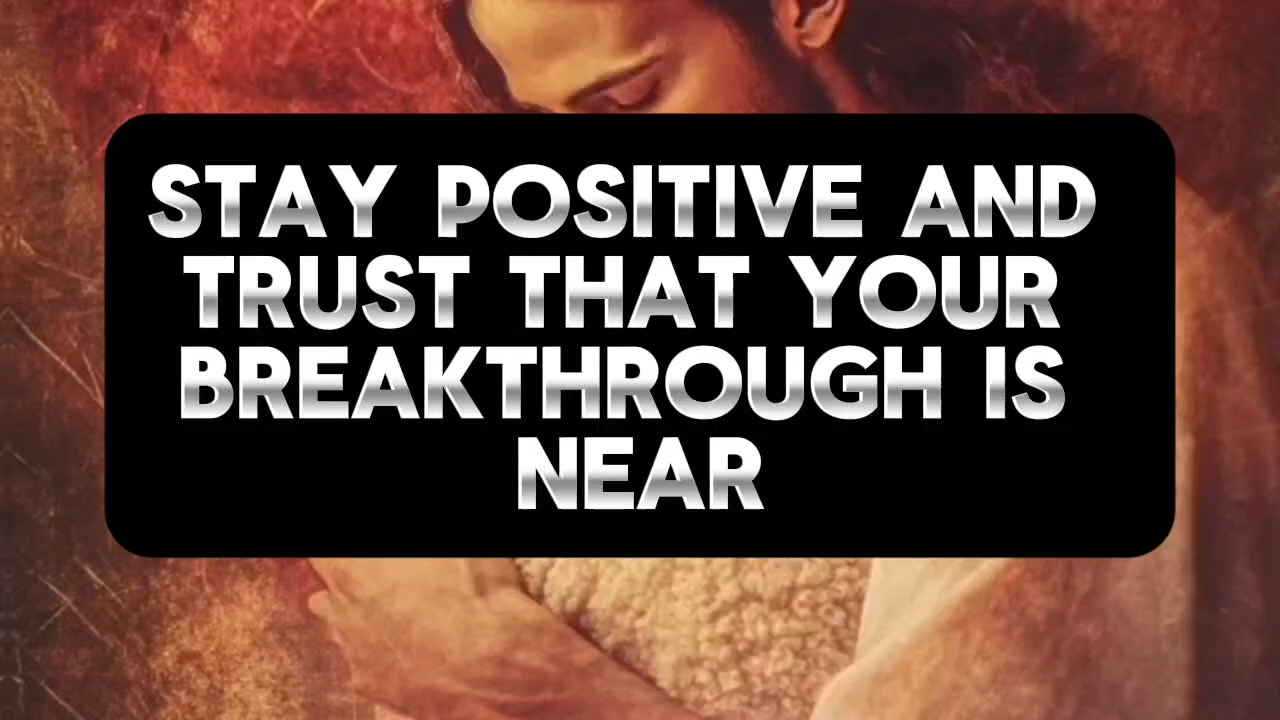 STAY POSITIVE AND
TRUST THAT YOUR
BREAKTHROUGH IS
NEAR